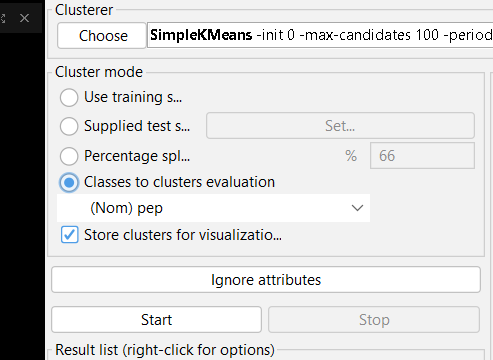 Clusterer
Choose SimpleKMeans -init 0 -max-candidates 100 -period
Cluster mode
Use training s...
Supplied test s... Set...
Percentage spl... % 66
Classes to clusters evaluation
(Nom) pep
Store clusters for visualizatio...
Ignore attributes
Start Stop
Result list (right-click for options)